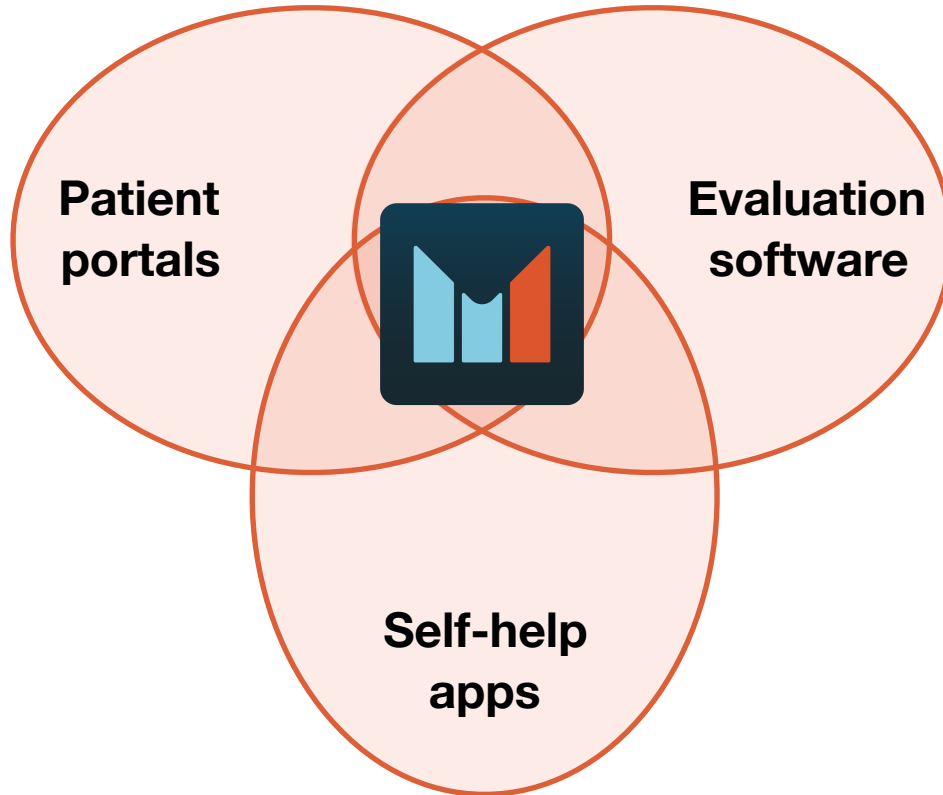 Patient
portals
Evaluation
software
Self-help
apps